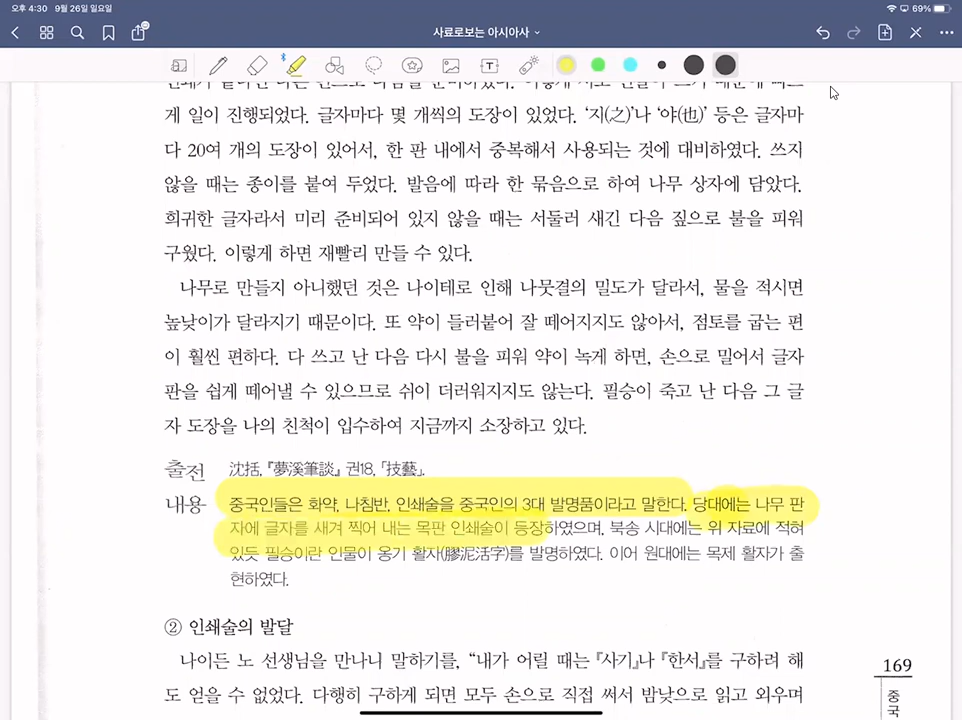 오후 4:30 9월 26일 일요일
69%
사료로보는 아시아사
게 일이 진행되었다. 글자마다 몇 개씩의 도장이 있었다. ‘지(之)’나 ‘야(也)’ 등은 글자마
다 20여 개의 도장이 있어서, 한 판 내에서 중복해서 사용되는 것에 대비하였다. 쓰지
않을 때는 종이를 붙여 두었다. 발음에 따라 한 묶음으로 하여 나무 상자에 담았다.
희귀한 글자라서 미리 준비되어 있지 않을 때는 서둘러 새긴 다음 짚으로 불을 피워
구웠다. 이렇게 하면 재빨리 만들 수 있다.
나무로 만들지 아니했던 것은 나이테로 인해 나뭇결의 밀도가 달라서, 물을 적시면
높낮이가 달라지기 때문이다. 또 약이 들러붙어 잘 떼어지지도 않아서, 점토를 굽는 편
이 훨씬 편하다. 다 쓰고 난 다음 다시 불을 피워 약이 녹게 하면, 손으로 밀어서 글자
판을 쉽게 떼어낼 수 있으므로 쉬이 더러워지지도 않는다. 필승이 죽고 난 다음 그 글
자 도장을 나의 친척이 입수하여 지금까지 소장하고 있다.
출전 沈括, 『夢溪筆談』 권18, 「技藝」.
내용 중국인들은 화약, 나침반, 인쇄술을 중국인의 3대 발명품이라고 말한다. 당대에는 나무 판
자에 글자를 새겨 찍어 내는 목판 인쇄술이 등장하였으며, 북송 시대에는 위 자료에 적혀
있듯 필승이란 인물이 옹기 활자(膠泥活字)를 발명하였다. 이어 원대에는 목제 활자가 출
현하였다.
② 인쇄술의 발달
나이든 노 선생님을 만나니 말하기를, “내가 어릴 때는 『사기』나 『한서』를 구하려 해
도 얻을 수 없었다. 다행히 구하게 되면 모두 손으로 직접 써서 밤낮으로 읽고 외우며
169
중
국